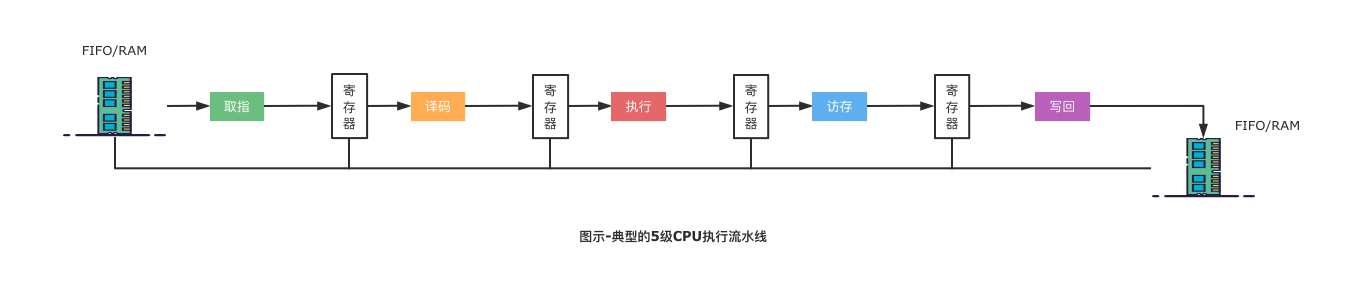 FIFO/RAM
取指
寄
存
器
译码
寄
存
器
执行
寄
存
器
访存
寄
存
器
写回
FIFO/RAM
图示-典型的5级CPU执行流水线